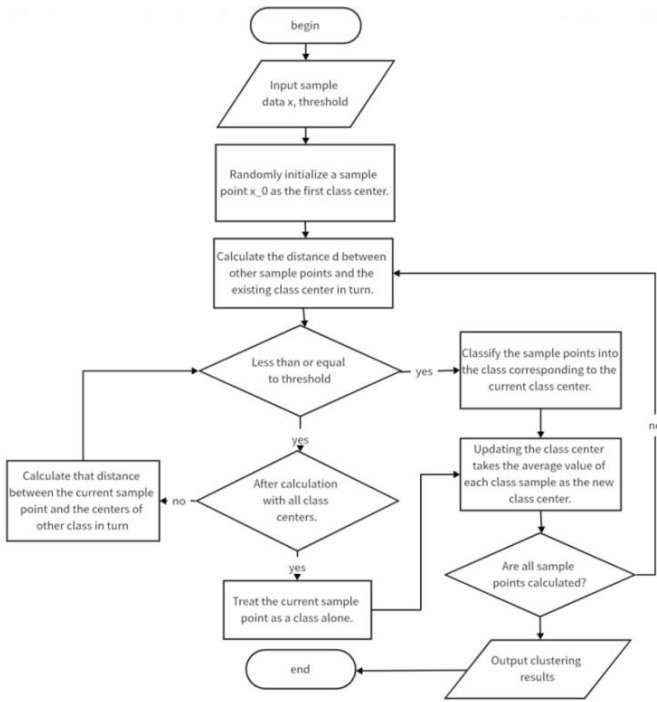 begin
Input sample
data x, threshold
Randomly initialize a sample
point x_0 as the first class center.
Calculate the distance d between
other sample points and the
existing class center in turn.
Less than or equal
to threshold
yes
Classify the sample points into
the class corresponding to the
current class center.
no
yes
Updating the class center
takes the average value of
each class sample as the new
class center.
Calculate that distance
between the current sample
point and the centers of
other class in turn
no
After calculation
with all class
centers.
yes
Are all sample
points calculated?
Treat the current sample
point as a class alone.
Output clustering
results
end